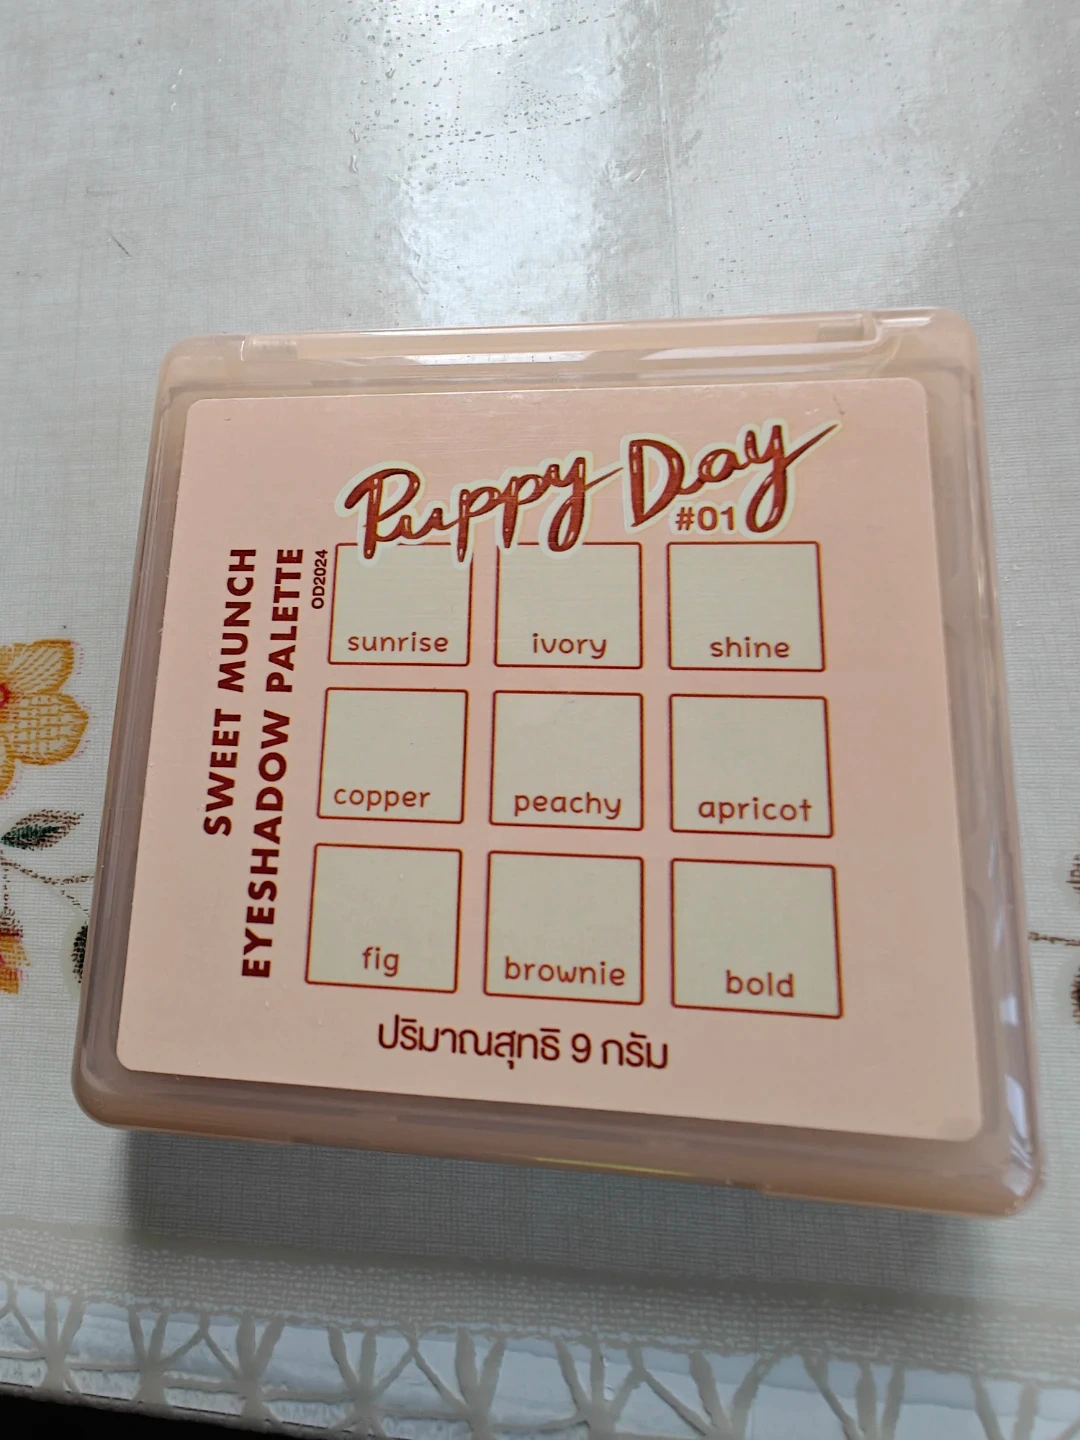 Puppy Day
#01
SWEET MUNCH
EYESHADOW PALETTE
OD2024
sunrise
ivory
shine
copper
peachy
apricot
fig
brownie
bold
ปริมาณสุทธิ 9 กรัม